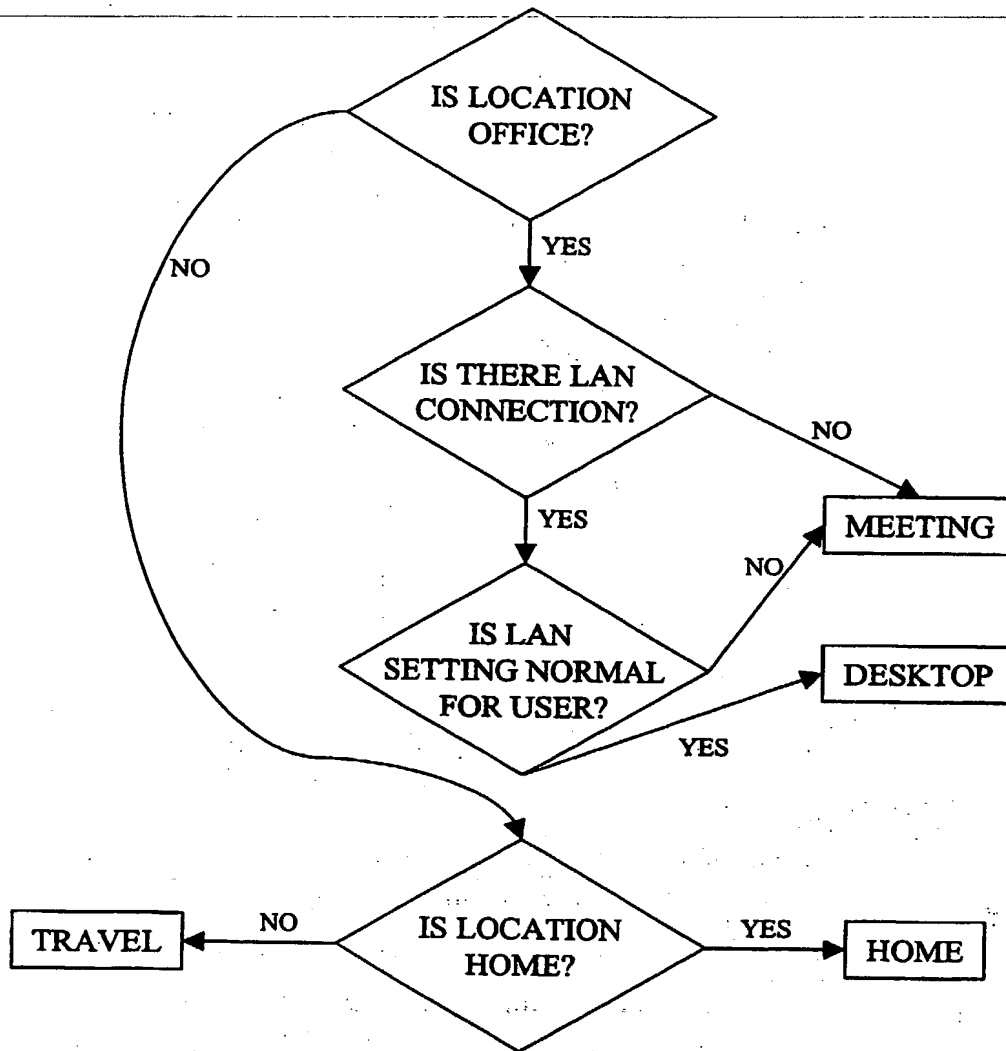 IS LOCATION
OFFICE?
YES
NO
IS THERE LAN
CONNECTION?
NO
YES
MEETING
NO
IS LAN
SETTING NORMAL
FOR USER?
DESKTOP
YES
TRAVEL
NO
IS LOCATION
HOME?
YES
HOME